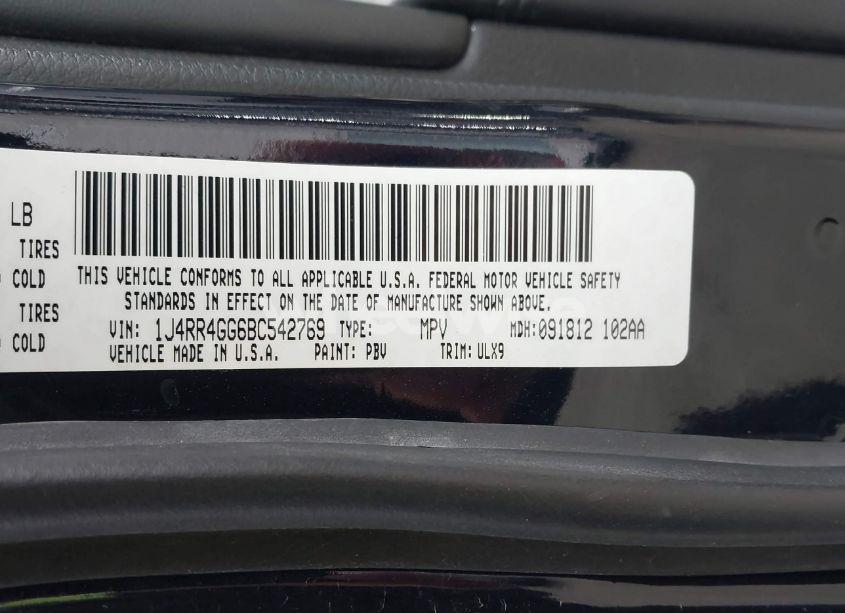 LB
TIRES
COLD
TIRES
COLD
THIS VEHICLE CONFORMS TO ALL APPLICABLE U.S.A. FEDERAL MOTOR VEHICLE SAFETY
STANDARDS IN EFFECT ON THE DATE OF MANUFACTURE SHOWN ABOVE.
VIN: 1J4RR4GG6BC542769 TYPE: MPV MDH:091812 102AA
VEHICLE MADE IN U.S.A. PAINT: PBV TRIM: ULX9